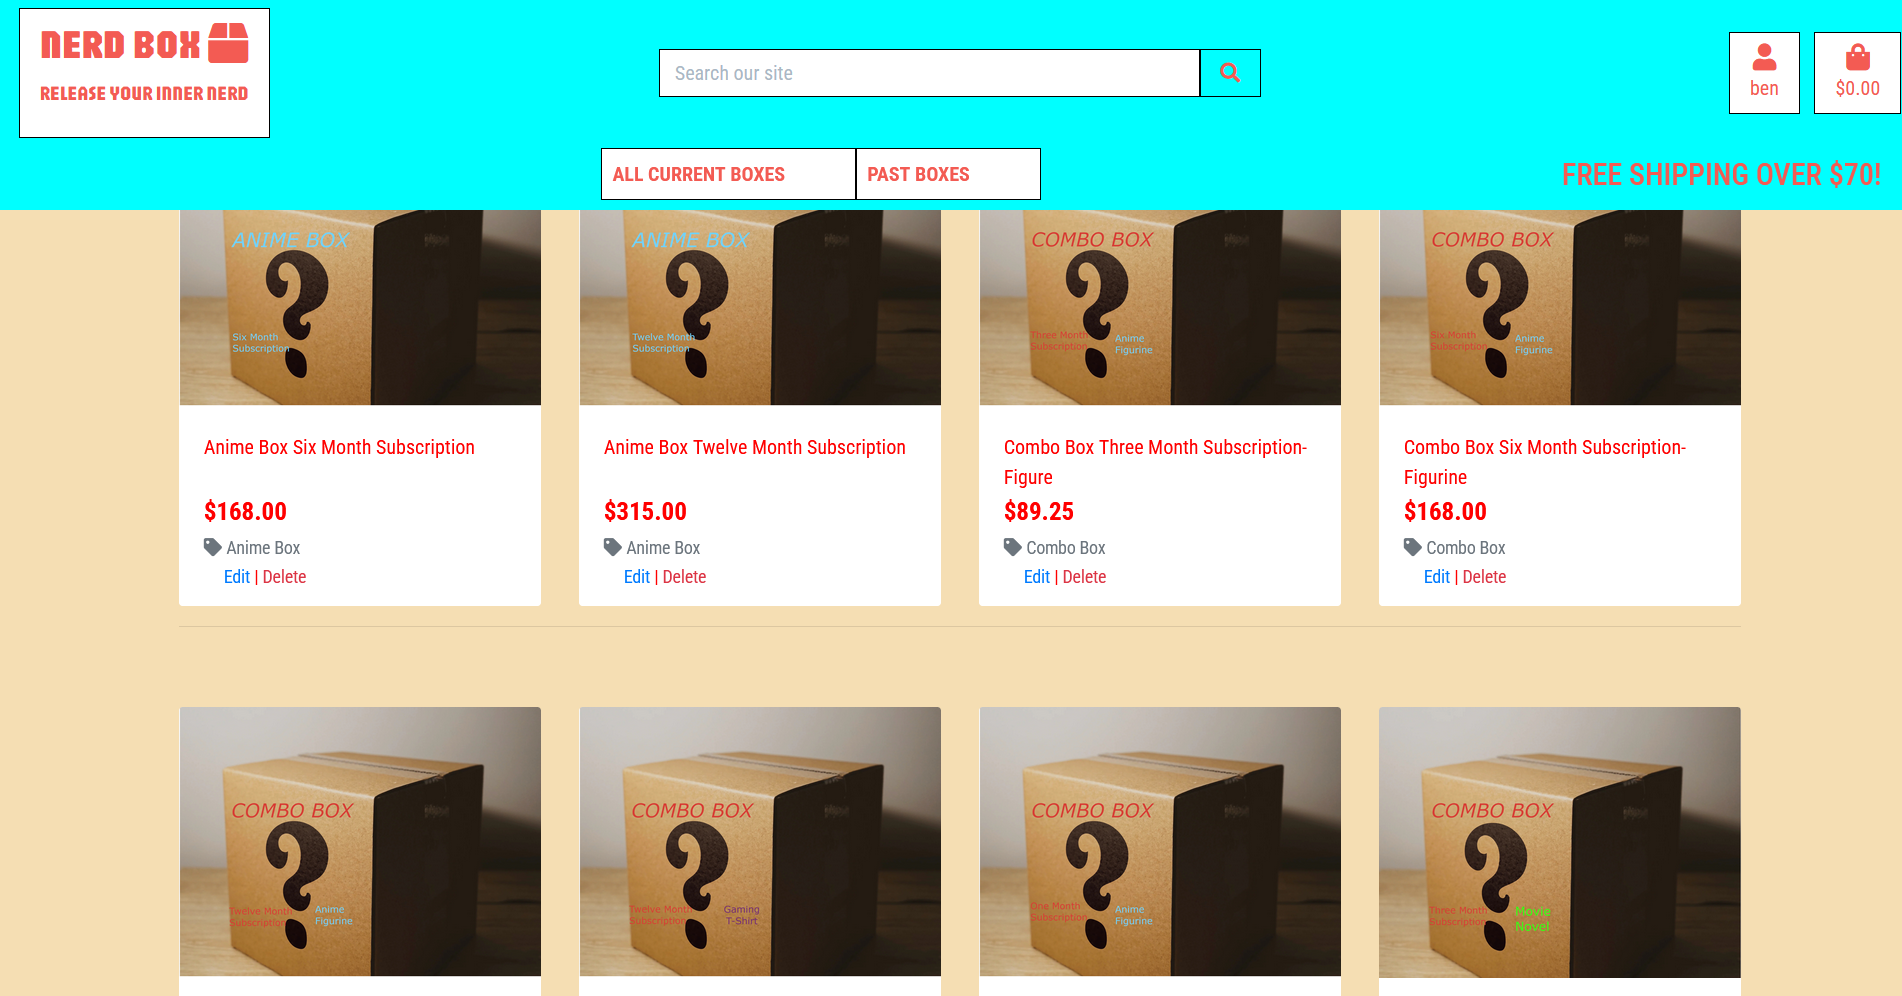 NERD BOX
RELEASE YOUR INNER NERD
Search our site
ben
$0.00
ALL CURRENT BOXES
PAST BOXES
FREE SHIPPING OVER $70!
ANIME BOX
Six Month
Subscription
ANIME BOX
Twelve Month
Subscription
COMBO BOX
Three Month
Subscription
Anime
Figurine
COMBO BOX
Six Month
Subscription
Anime
Figurine
Anime Box Six Month Subscription
$168.00
Anime Box
Edit | Delete
Anime Box Twelve Month Subscription
$315.00
Anime Box
Edit | Delete
Combo Box Three Month Subscription-
Figure
$89.25
Combo Box
Edit | Delete
Combo Box Six Month Subscription-
Figurine
$168.00
Combo Box
Edit | Delete
COMBO BOX
Twelve Month
Subscription
Anime
Figurine
COMBO BOX
Twelve Month
Subscription
Gaming
T-Shirt
COMBO BOX
One Month
Subscription
Anime
Figurine
COMBO BOX
Three Month
Subscription
Movie
Novel